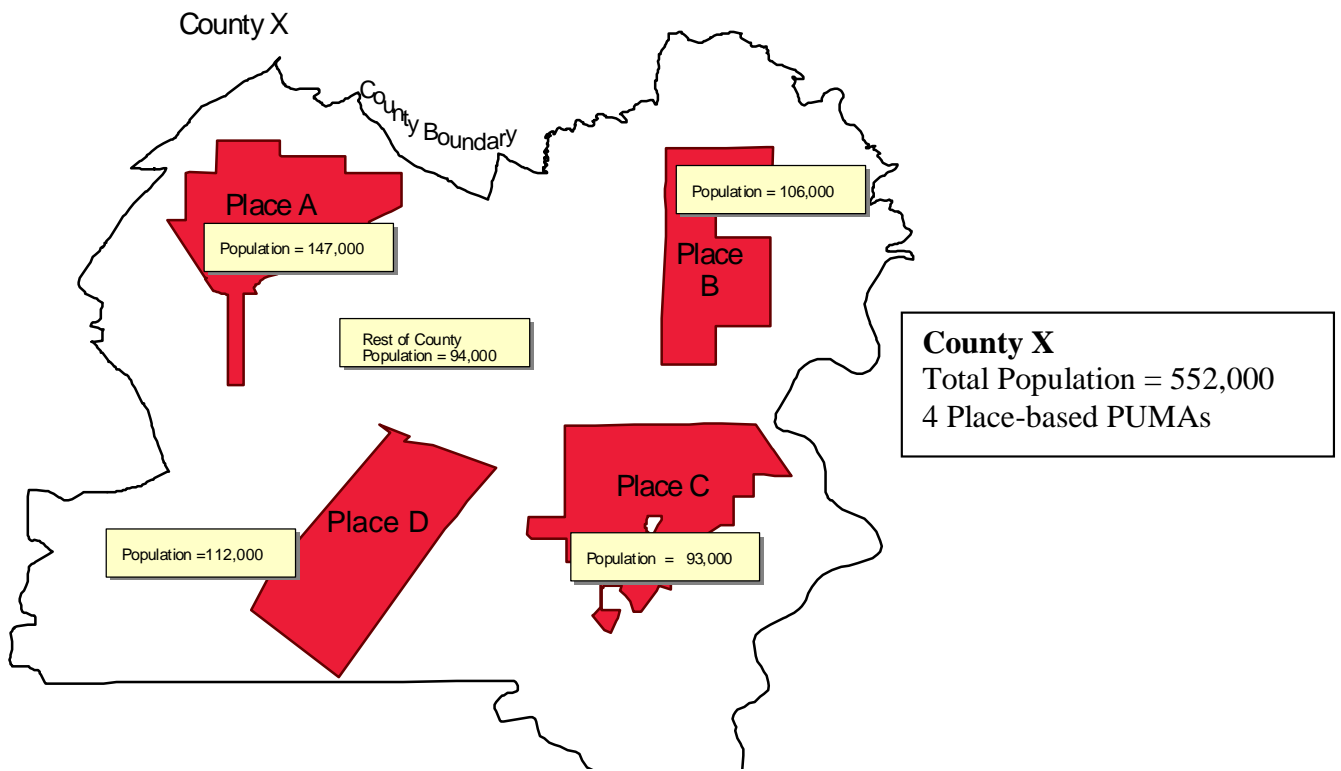 County X
County Boundary
Place A
Population = 147,000
Population = 106,000
Place
B
Rest of County
Population = 94,000
County X
Total Population = 552,000
4 Place-based PUMAs
Place C
Place D
Population =112,000
Population = 93,000